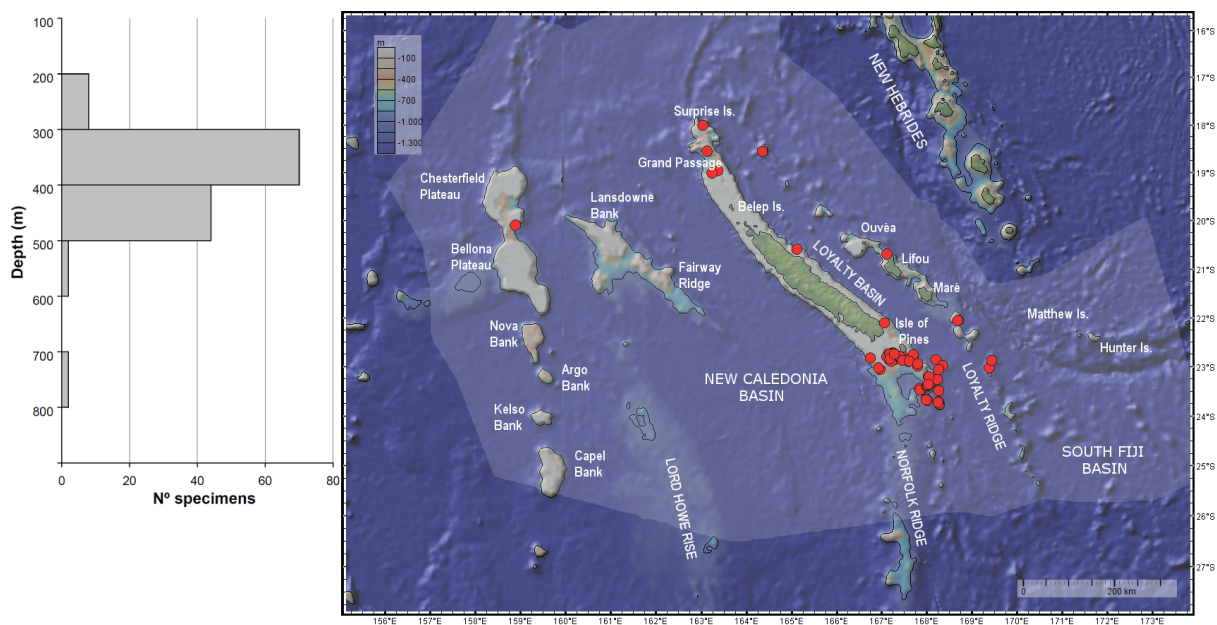 100
200
300
400
500
600
700
800
Depth (m)
0
20
40
60
80
Nº specimens
m
-100
-400
-700
-1.000
-1.300
Surprise Is.
Grand Passage
Chesterfield
Plateau
Lansdowne
Bank
Belep Is.
Bellona
Plateau
Fairway
Ridge
Nova
Bank
Argo
Bank
Kelso
Bank
Capel
Bank
NEW CALEDONIA
BASIN
LORD HOWE RISE
LOYALTY BASIN
Ouvèa
Lifou
Marè
Isle of
Pines
NEW HEBRIDES
Matthew Is.
Hunter Is.
LOYALTY RIDGE
NORFOLK RIDGE
SOUTH FIJI
BASIN
0
200 km
16°S
17°S
18°S
19°S
20°S
21°S
22°S
23°S
24°S
25°S
26°S
27°S
156°E
157°E
158°E
159°E
160°E
161°E
162°E
163°E
164°E
165°E
166°E
167°E
168°E
169°E
170°E
171°E
172°E
173°E